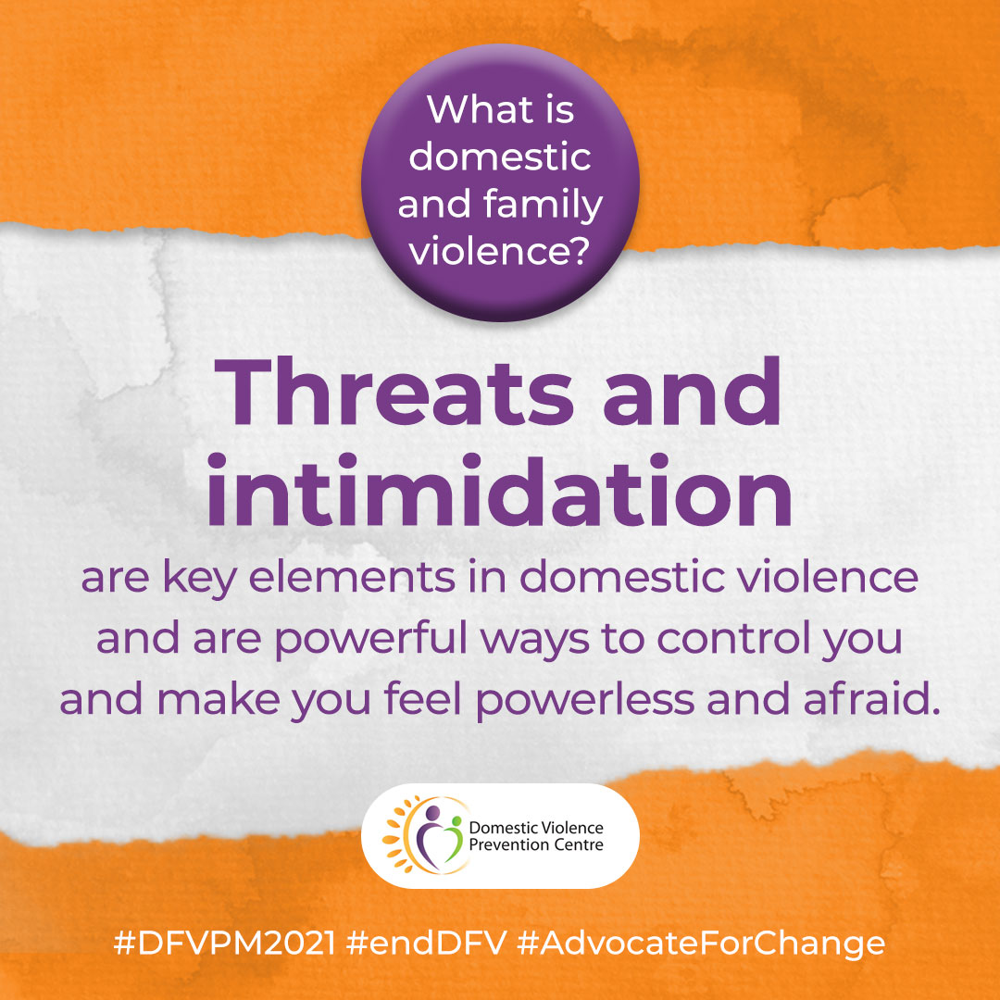 What is
domestic
and family
violence?
Threats and
intimidation
are key elements in domestic violence
and are powerful ways to control you
and make you feel powerless and afraid.
Domestic Violence
Prevention Centre
#DFVPM2021 #endDFV #AdvocateForChange